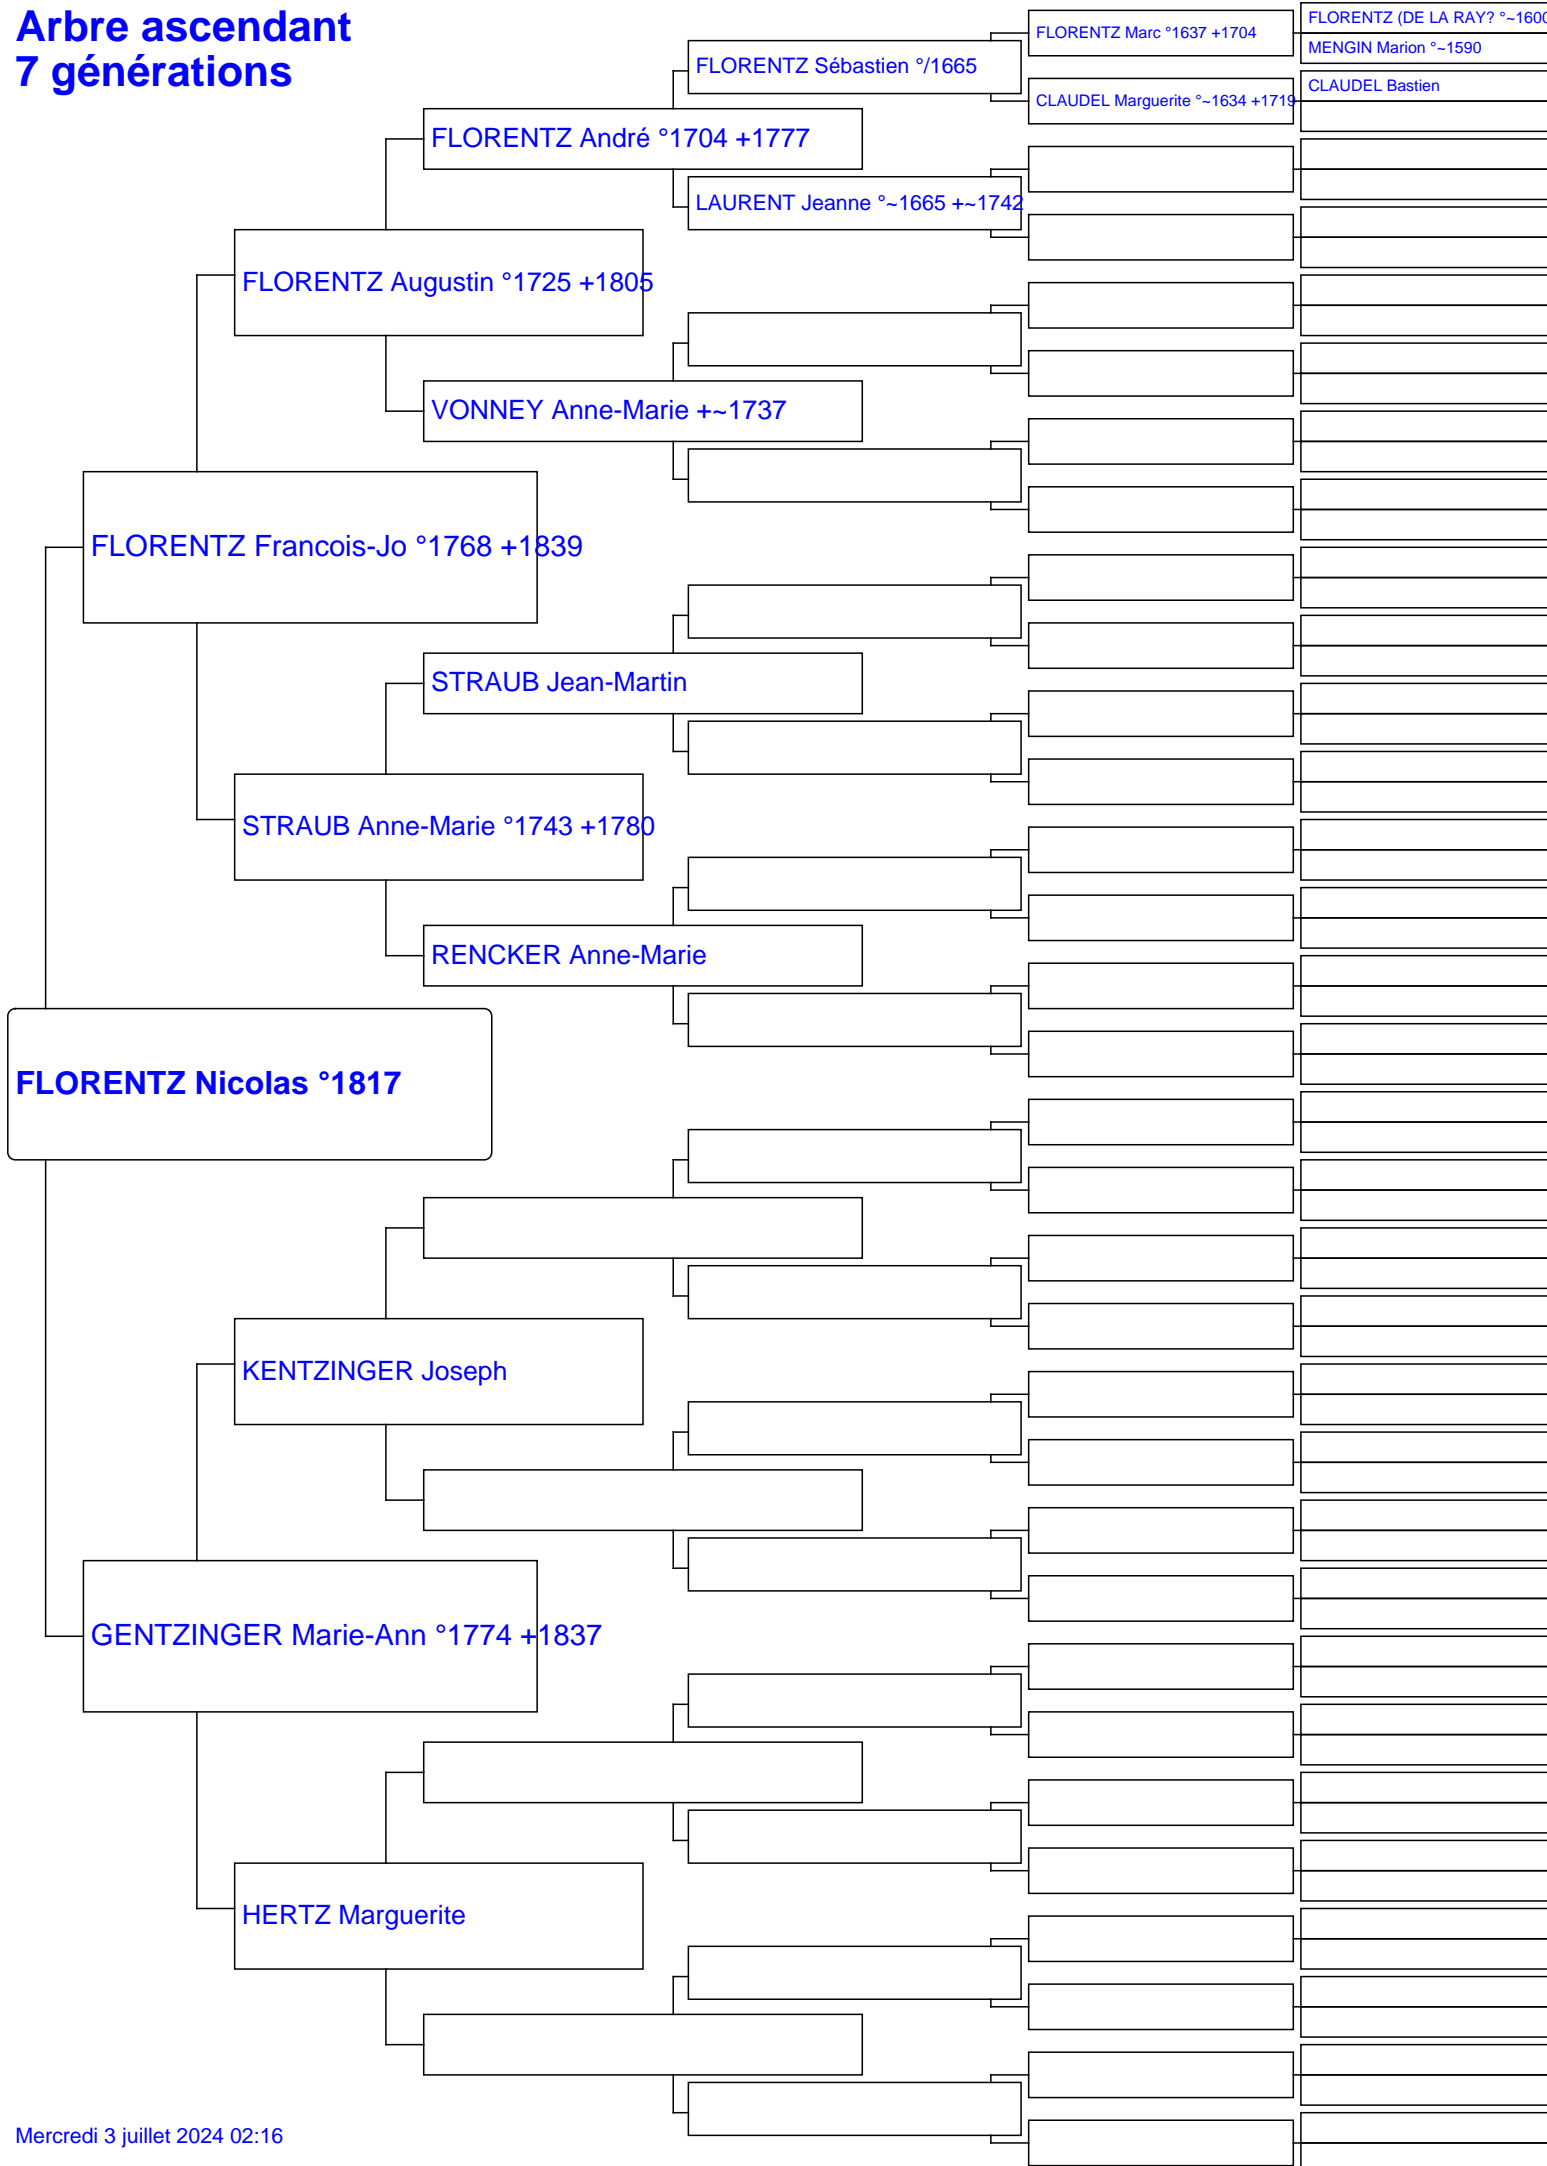 Arbre ascendant
7 générations
FLORENTZ (DE LA RAY? °~1600
FLORENTZ Marc °1637 +1704
MENGIN Marion °~1590
FLORENTZ Sébastien °/1665
CLAUDEL Bastien
CLAUDEL Marguerite °~1634 +1719
FLORENTZ André °1704 +1777
LAURENT Jeanne °~1665 +~1742
FLORENTZ Augustin °1725 +1805
VONNEY Anne-Marie +~1737
FLORENTZ Francois-Jo °1768 +1839
STRAUB Jean-Martin
STRAUB Anne-Marie °1743 +1780
RENCKER Anne-Marie
FLORENTZ Nicolas °1817
KENTZINGER Joseph
GENTZINGER Marie-Ann °1774 +1837
HERTZ Marguerite
Mercredi 3 juillet 2024 02:16